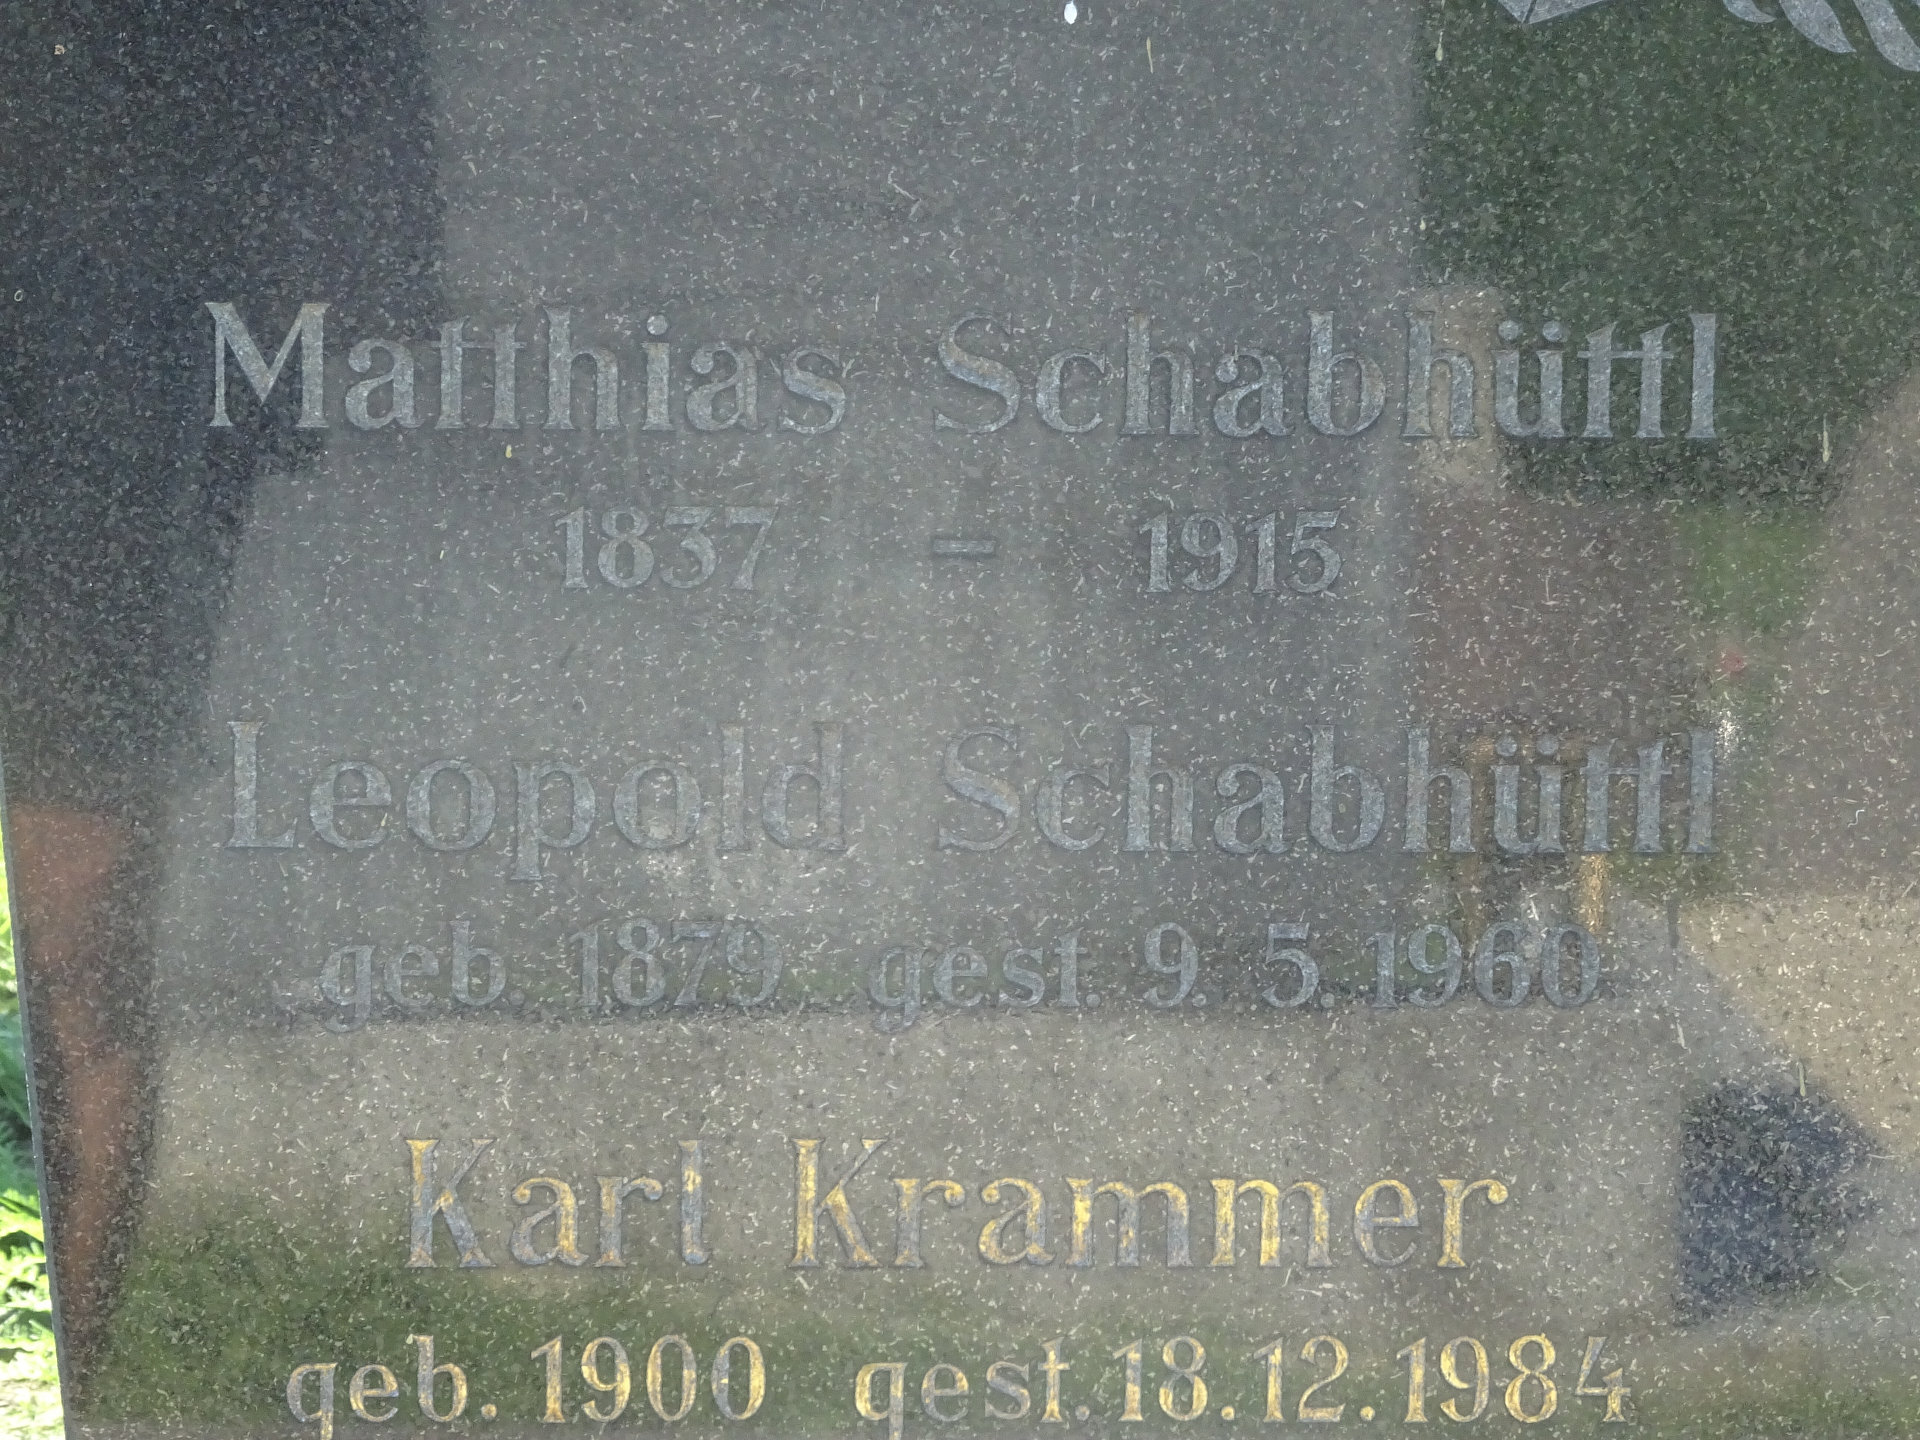 Matthias Schabhüttl
1837 – 1915
Leopold Schabhüttl
geb. 1879 gest. 9. 5. 1960
Karl Krammer
geb. 1900 gest. 18.12.1984